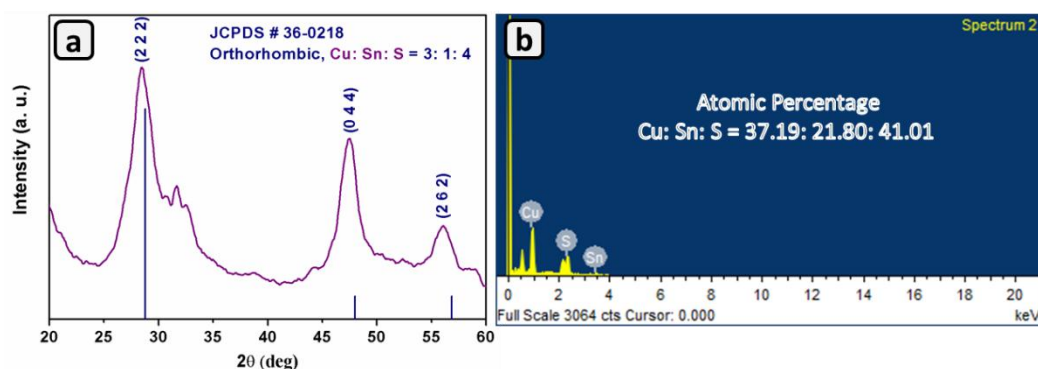 a
JCPDS # 36-0218
Orthorhombic, Cu: Sn: S = 3: 1: 4
(2 2 2)
(0 4 4)
(2 6 2)
Intensity (a. u.)
20 25 30 35 40 45 50 55 60
2θ (deg)
b
Spectrum 2
Atomic Percentage
Cu: Sn: S = 37.19: 21.80: 41.01
Cu
S
Sn
0 2 4 6 8 10 12 14 16 18 20
Full Scale 3064 cts Cursor: 0.000
keV